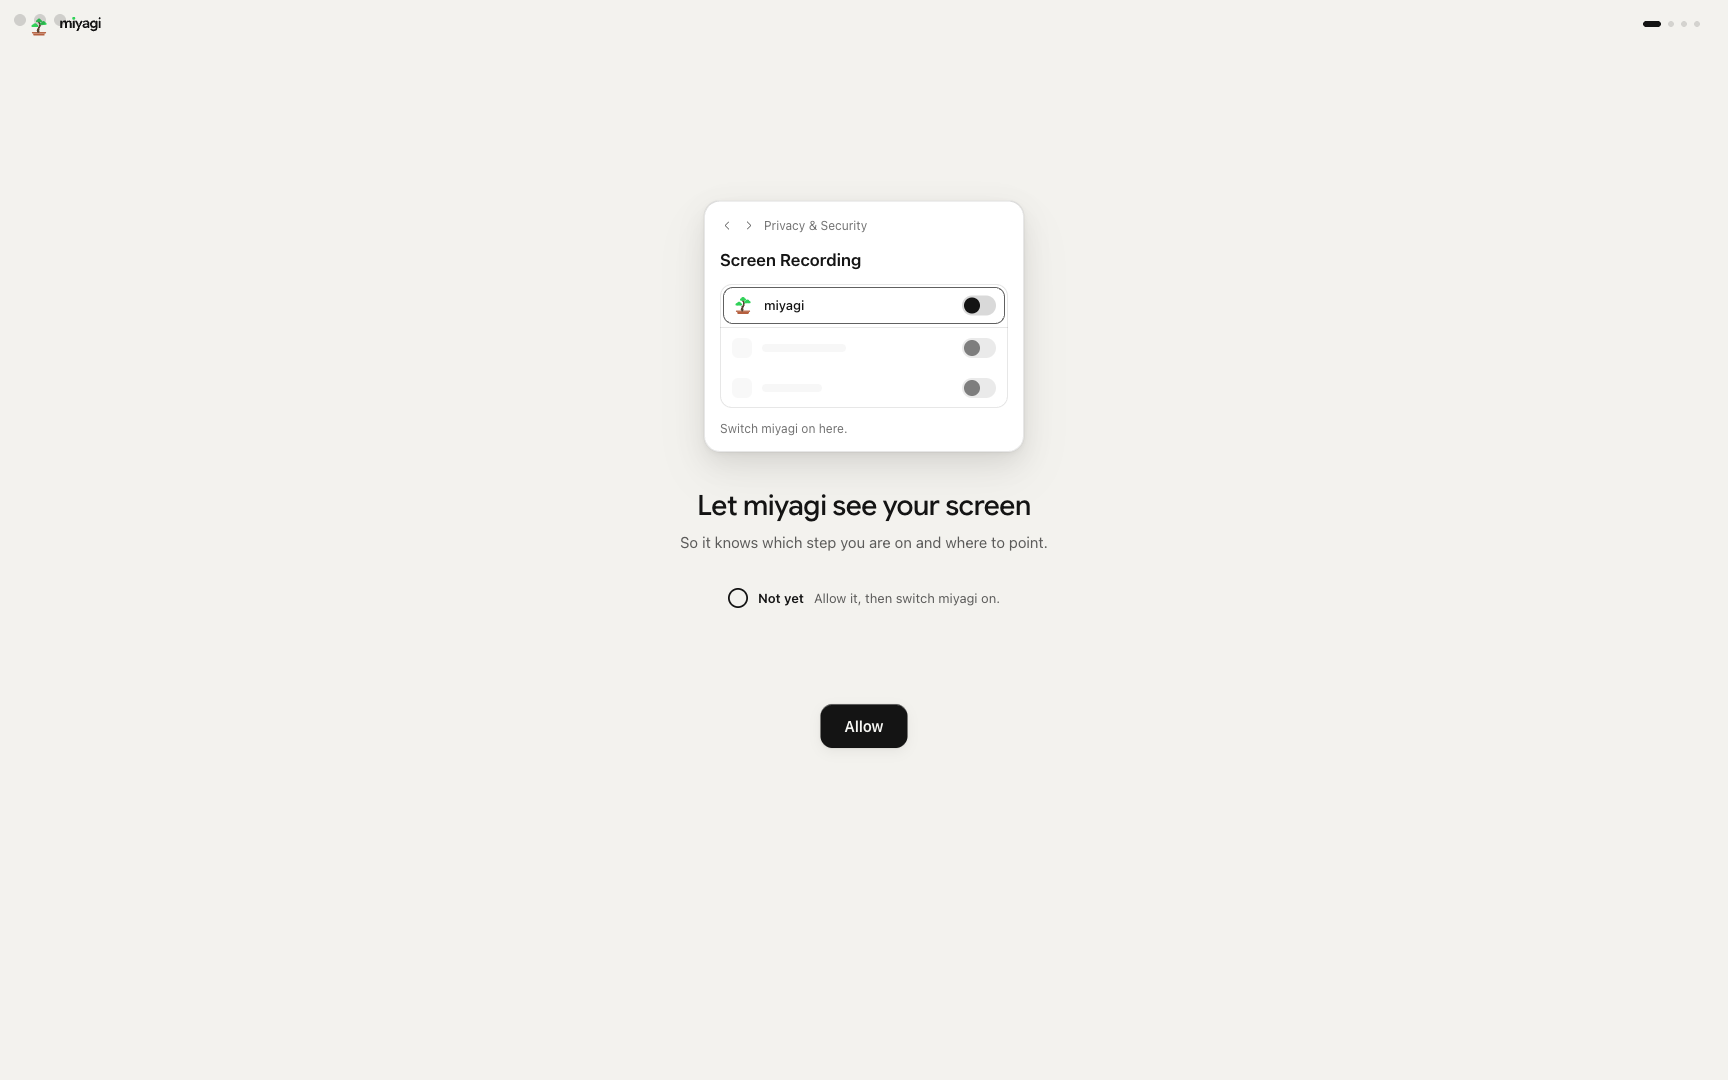 miyagi
Privacy & Security
Screen Recording
miyagi
Switch miyagi on here.
Let miyagi see your screen
So it knows which step you are on and where to point.
Not yet Allow it, then switch miyagi on.
Allow